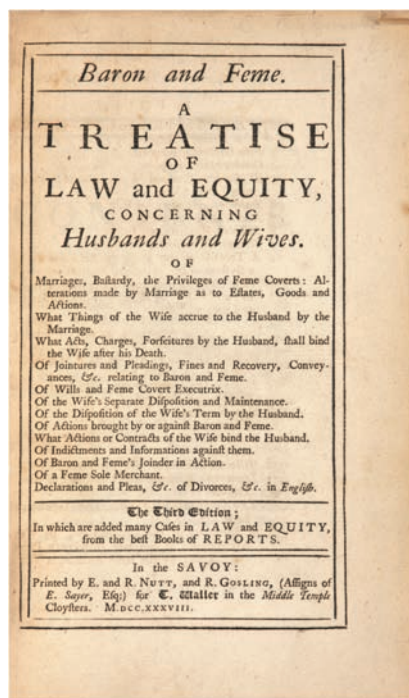 Baron and Feme.
A
TREATISE
OF
LAW and EQUITY,
CONCERNING
Husbands and Wives.
OF
Marriages, Baſtardy, the Privileges of Feme Coverts: Al-
terations made by Marriage as to Eſtates, Goods and
Actions.
What Things of the Wife accrue to the Husband by the
Marriage.
What Acts, Charges, Forfeitures by the Husband, ſhall bind
the Wife after his Death.
Of Jointures and Pleadings, Fines and Recovery, Convey-
ances, &c. relating to Baron and Feme.
Of Wills and Feme Covert Executrix.
Of the Wife's Separate Diſpoſition and Maintenance.
Of the Diſpoſition of the Wife's Term by the Husband.
Of Actions brought by or againſt Baron and Feme.
What Actions or Contracts of the Wife bind the Husband.
Of Indictments and Informations againſt them.
Of Baron and Feme's Joinder in Action.
Of a Feme Sole Merchant.
Declarations and Pleas, &c. of Divorces, &c. in Engliſh.
The Third Edition;
In which are added many Caſes in LAW and EQUITY,
from the beſt Books of REPORTS.
In the SAVOY:
Printed by E. and R. NUTT, and R. GOSLING, (Aſſigns of
E. Sayer, Eſq;) for T. Waller in the Middle Temple
Cloyſters. M.DCC.XXXVIII.